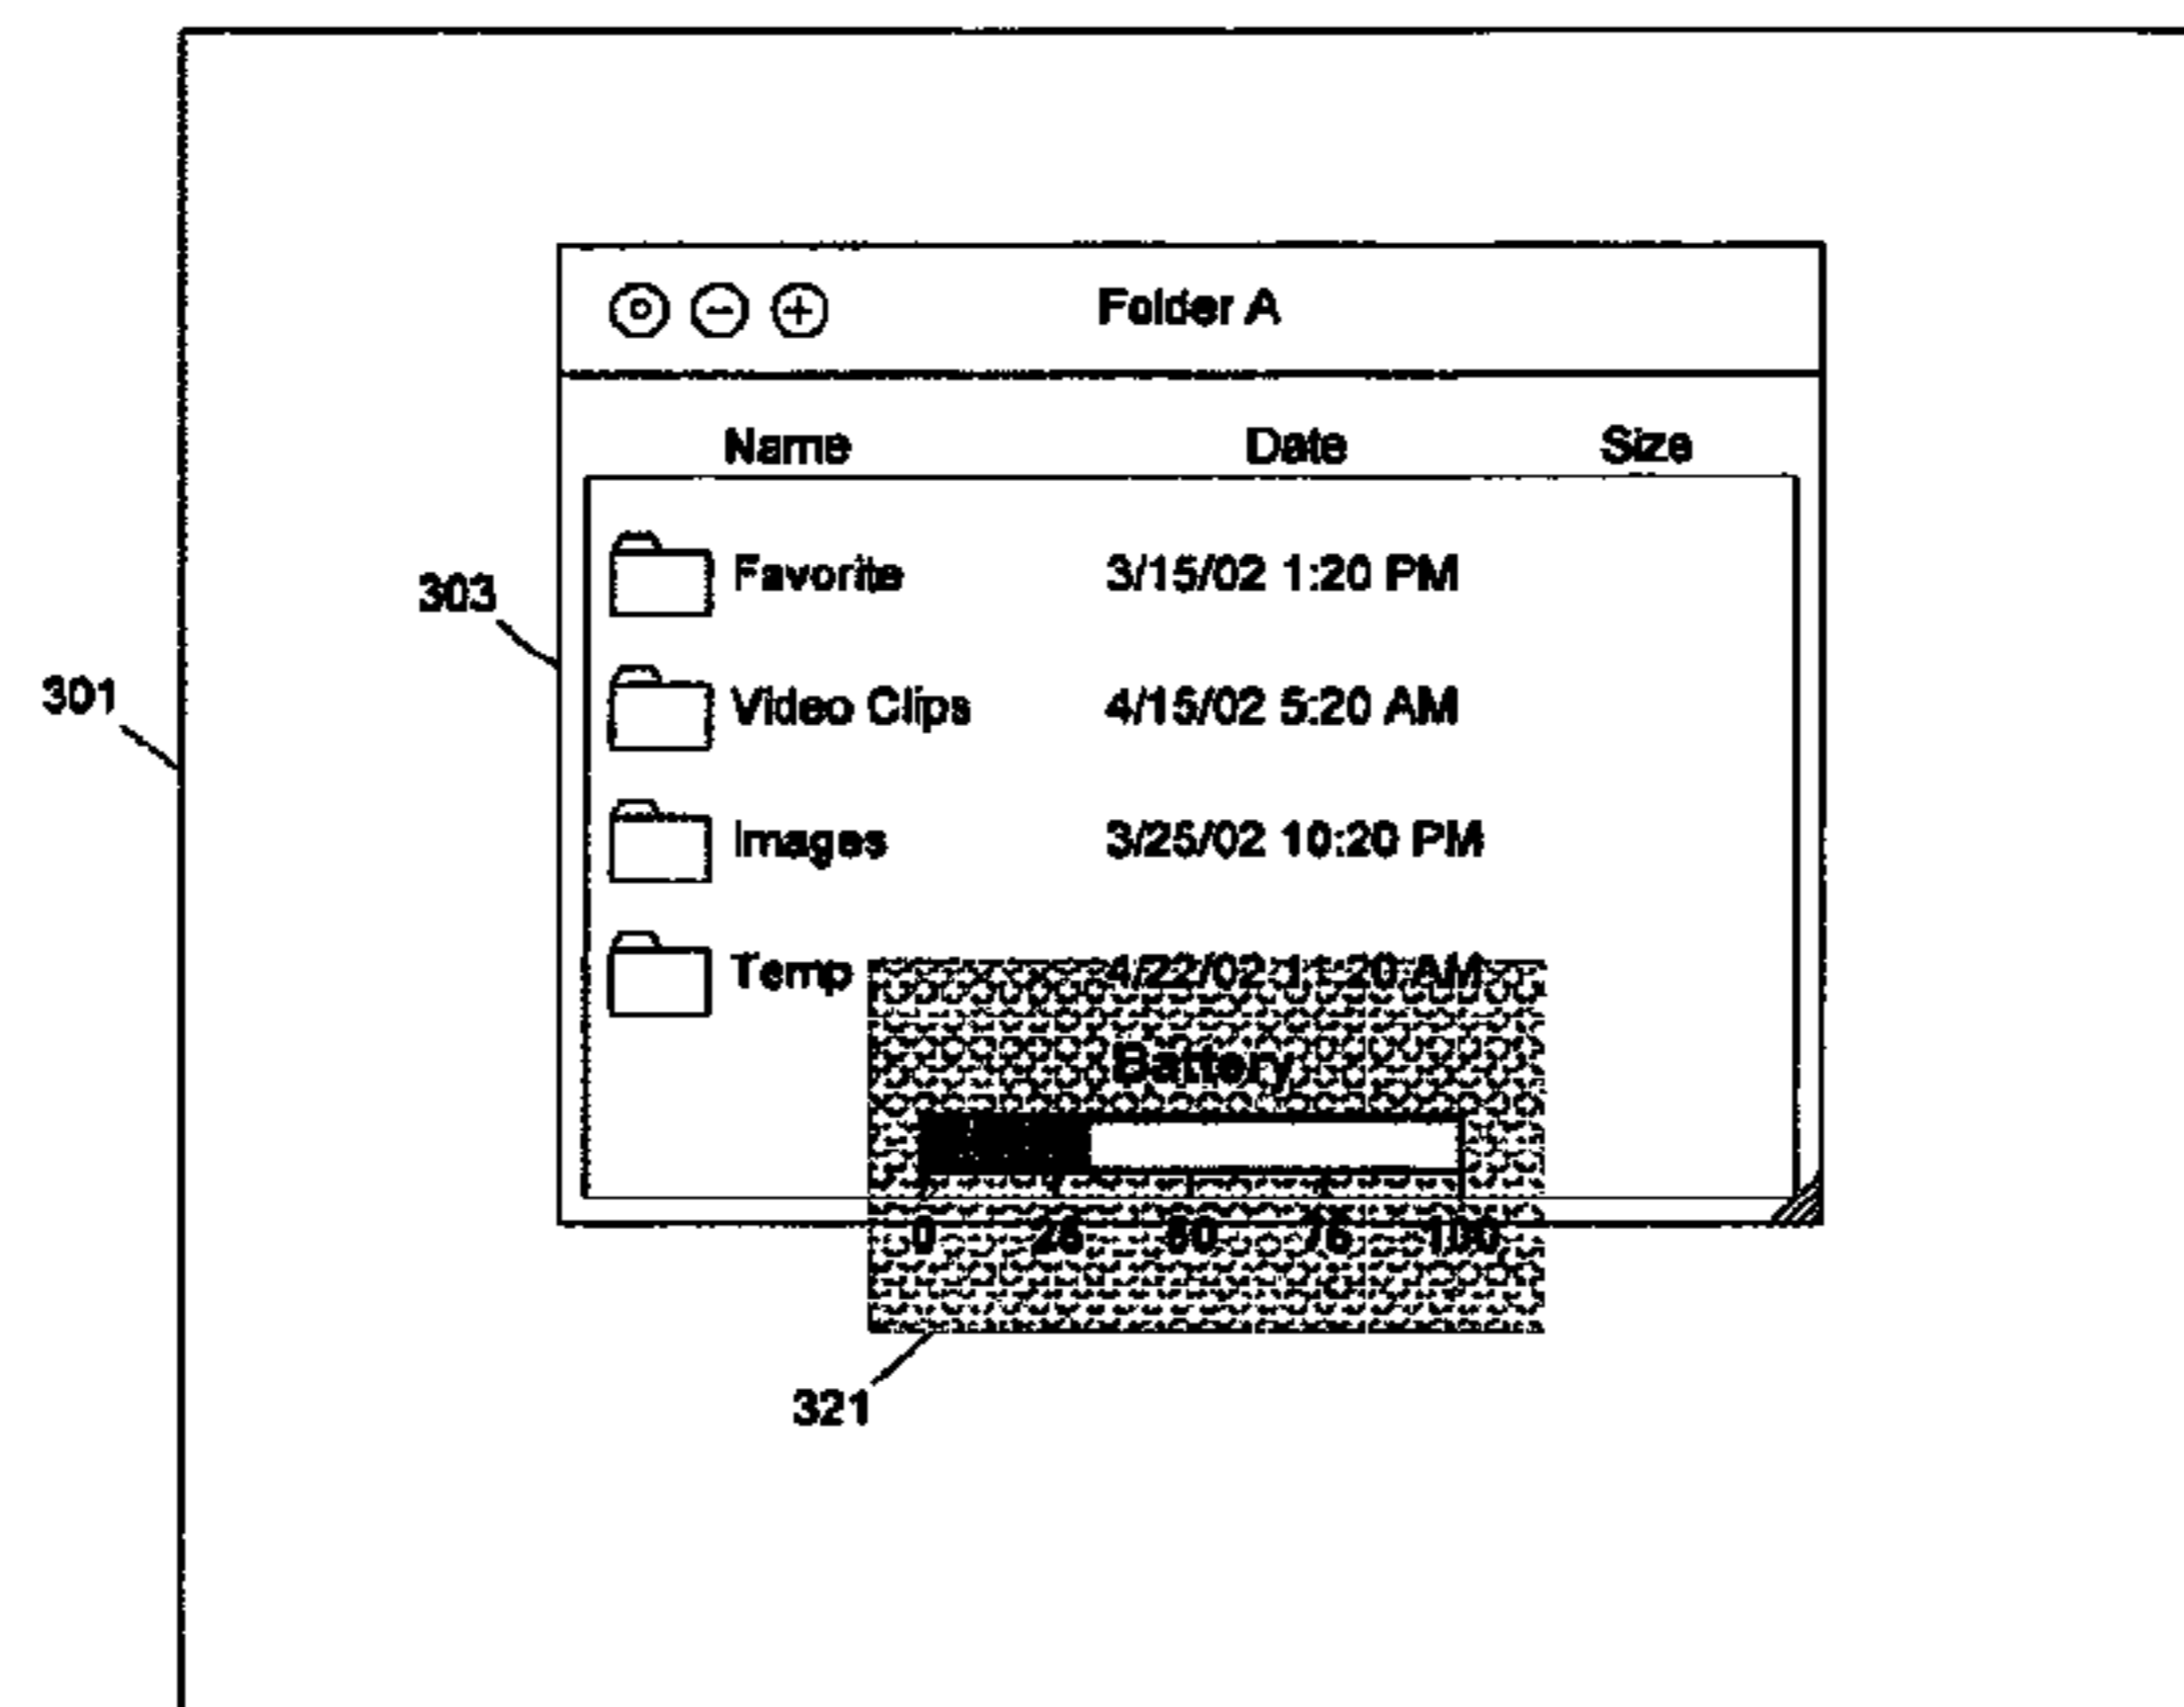 Folder A
Name Date Size
Favorite 3/15/02 1:20 PM
303
Video Clips 4/15/02 5:20 AM
301
Images 3/25/02 10:20 PM
Temp 4/22/02 11:20 AM
Battery
0 25 50 75 100
321